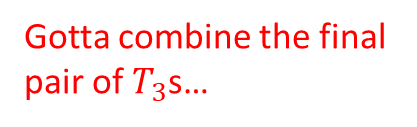 Gotta combine the final
pair of T₃s...